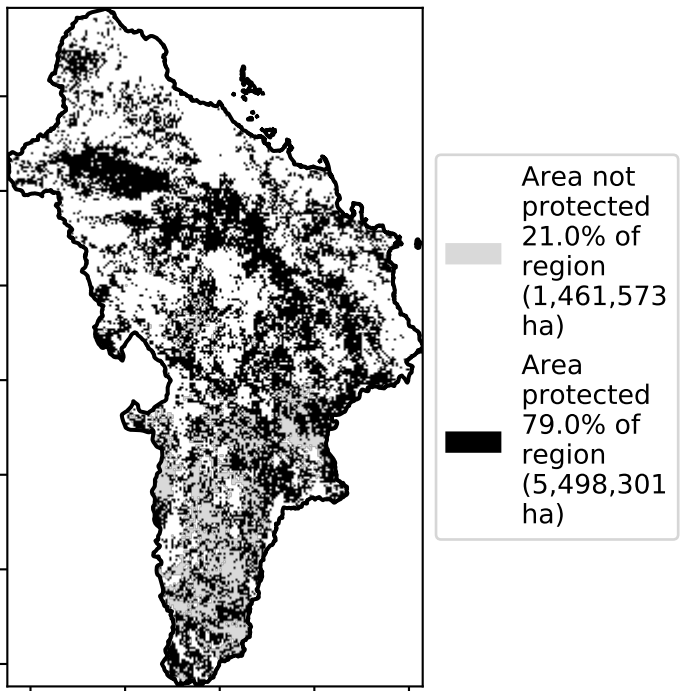 Area not
protected
21.0% of
region
(1,461,573
ha)
Area
protected
79.0% of
region
(5,498,301
ha)